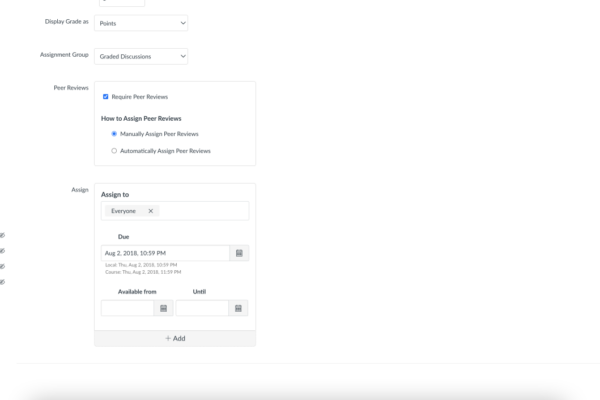 Display Grade as
Points
Assignment Group
Graded Discussions
Peer Reviews
Require Peer Reviews
How to Assign Peer Reviews
Manually Assign Peer Reviews
Automatically Assign Peer Reviews
Assign
Assign to
Everyone
Due
Aug 2, 2018, 10:59 PM
Local: Thu, Aug 2, 2018, 10:59 PM
Course: Thu, Aug 2, 2018, 11:59 PM
Available from Until
+ Add